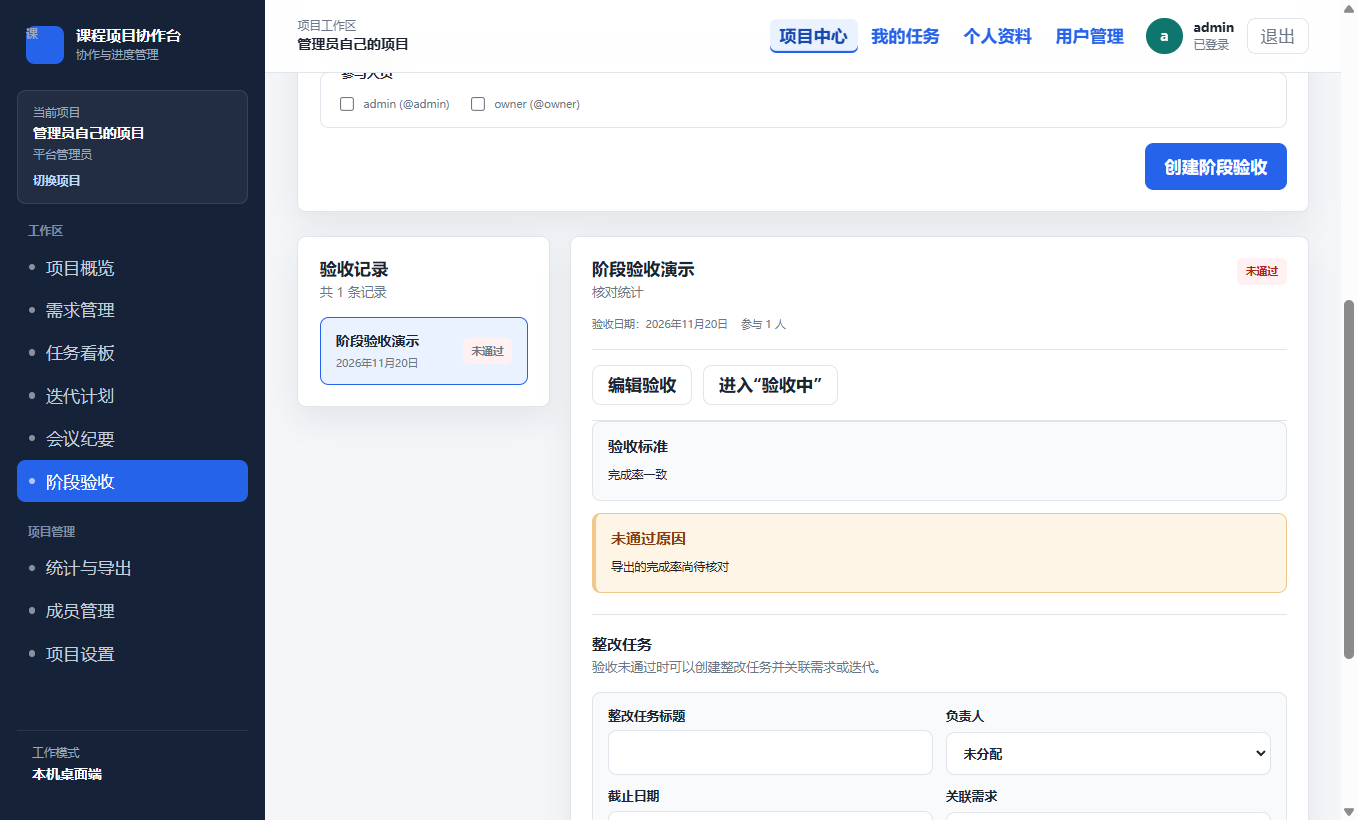 课
课程项目协作台
协作与进度管理
当前项目
管理员自己的项目
平台管理员
切换项目
工作区
项目概览
需求管理
任务看板
迭代计划
会议纪要
阶段验收
项目管理
统计与导出
成员管理
项目设置
工作模式
本机桌面端
项目工作区
管理员自己的项目
项目中心 我的任务 个人资料 用户管理
a
admin
已登录
退出
参与人员
admin (@admin) owner (@owner)
创建阶段验收
验收记录
共 1 条记录
阶段验收演示
2026年11月20日
未通过
阶段验收演示
未通过
核对统计
验收日期: 2026年11月20日 参与 1 人
编辑验收 进入“验收中”
验收标准
完成率一致
未通过原因
导出的完成率尚待核对
整改任务
验收未通过时可以创建整改任务并关联需求或迭代。
整改任务标题 负责人
未分配
截止日期 关联需求